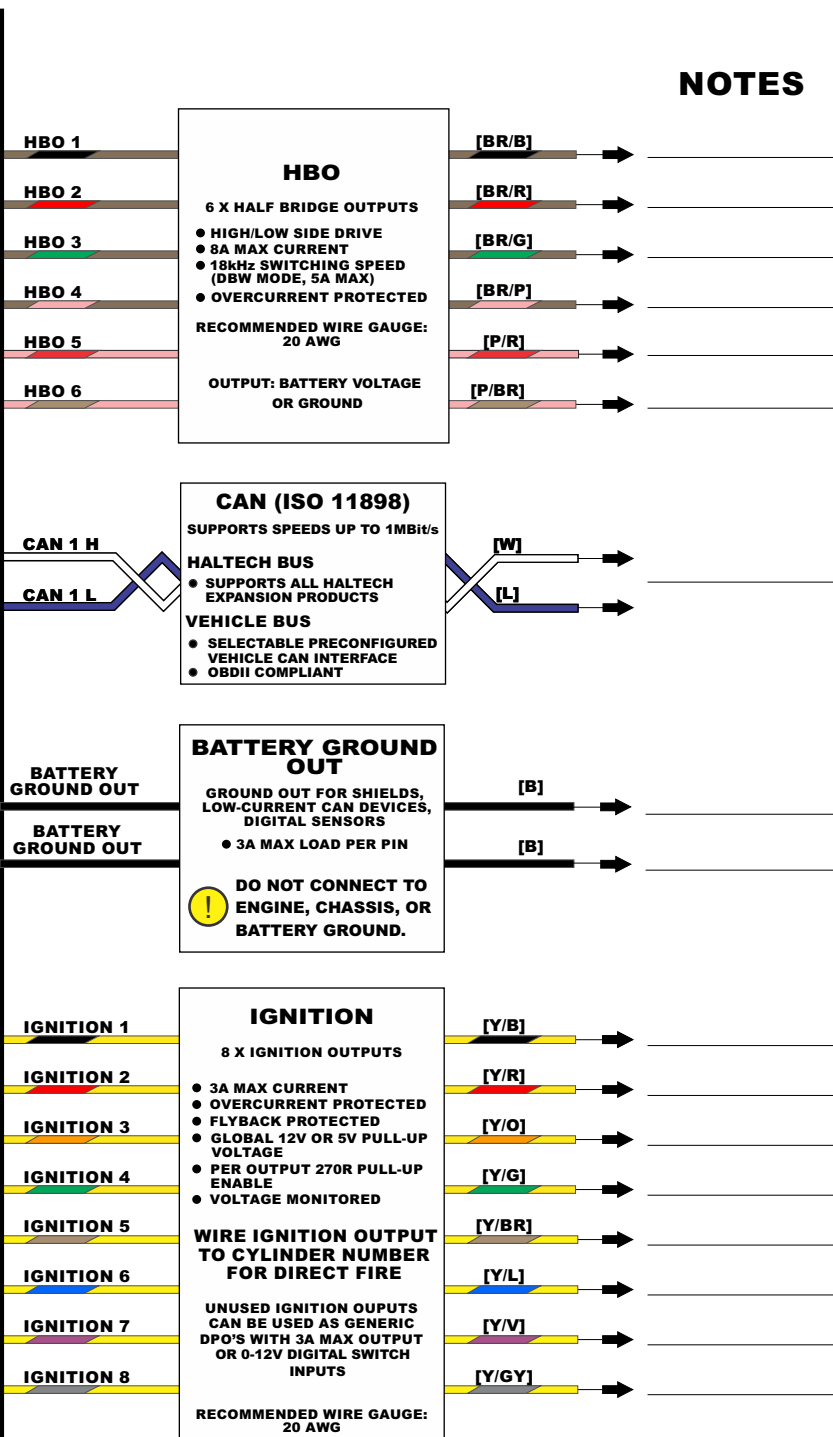 NOTES
HBO 1
HBO 2
HBO 3
HBO 4
HBO 5
HBO 6
HBO
6 X HALF BRIDGE OUTPUTS
● HIGH/LOW SIDE DRIVE
● 8A MAX CURRENT
● 18kHz SWITCHING SPEED
(DBW MODE, 5A MAX)
● OVERCURRENT PROTECTED
RECOMMENDED WIRE GAUGE:
20 AWG
OUTPUT: BATTERY VOLTAGE
OR GROUND
[BR/B]
[BR/R]
[BR/G]
[BR/P]
[P/R]
[P/BR]
CAN 1 H
CAN 1 L
CAN (ISO 11898)
SUPPORTS SPEEDS UP TO 1MBit/s
HALTECH BUS
● SUPPORTS ALL HALTECH
EXPANSION PRODUCTS
VEHICLE BUS
● SELECTABLE PRECONFIGURED
VEHICLE CAN INTERFACE
● OBDII COMPLIANT
[W]
[L]
BATTERY
GROUND OUT
BATTERY
GROUND OUT
BATTERY GROUND
OUT
GROUND OUT FOR SHIELDS,
LOW-CURRENT CAN DEVICES,
DIGITAL SENSORS
● 3A MAX LOAD PER PIN
!
DO NOT CONNECT TO
ENGINE, CHASSIS, OR
BATTERY GROUND.
[B]
[B]
IGNITION 1
IGNITION 2
IGNITION 3
IGNITION 4
IGNITION 5
IGNITION 6
IGNITION 7
IGNITION 8
IGNITION
8 X IGNITION OUTPUTS
● 3A MAX CURRENT
● OVERCURRENT PROTECTED
● FLYBACK PROTECTED
● GLOBAL 12V OR 5V PULL-UP
VOLTAGE
● PER OUTPUT 270R PULL-UP
ENABLE
● VOLTAGE MONITORED
WIRE IGNITION OUTPUT
TO CYLINDER NUMBER
FOR DIRECT FIRE
UNUSED IGNITION OUPUTS
CAN BE USED AS GENERIC
DPO'S WITH 3A MAX OUTPUT
OR 0-12V DIGITAL SWITCH
INPUTS
RECOMMENDED WIRE GAUGE:
20 AWG
[Y/B]
[Y/R]
[Y/O]
[Y/G]
[Y/BR]
[Y/L]
[Y/V]
[Y/GY]